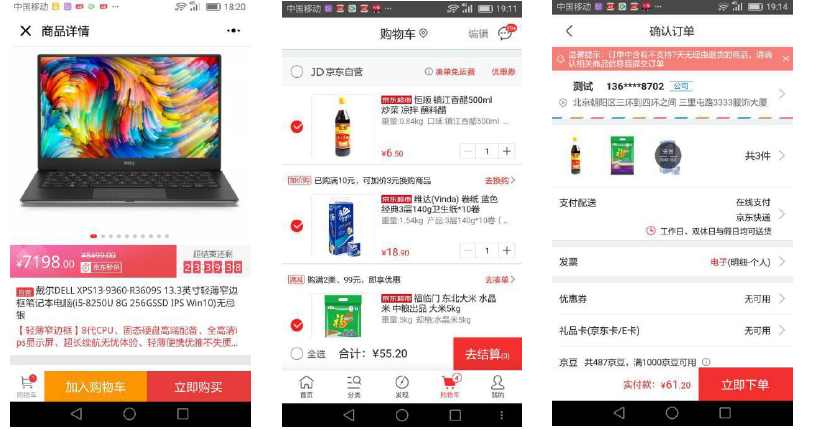 中国移动
18:20
商品详情
DELL
¥7198.00
¥8499.00
京东秒杀
距结束还剩
2 3:3 9:3 8
自营 戴尔DELL XPS13-9360-R3609S 13.3英寸轻薄窄边
框笔记本电脑(i5-8250U 8G 256GSSD IPS Win10)无忌
银
【轻薄窄边框】8代CPU、固态硬盘高端配备、全高清i
ps显示屏、超长续航无忧体验、轻薄便携优雅不失质...
1
购物车
加入购物车
立即购买
中国移动
19:11
购物车
编辑
99+
JD京东自营
凑单免运费
优惠券
京东超市 恒顺 镇江香醋500ml
炒菜 凉拌 蘸料醋
重量:0.84kg 口味:镇江香醋500ml ...
¥6.50
1
加价购 已购满10元，可加价3元换购商品
去换购
京东超市 维达(Vinda) 卷纸 蓝色
经典3层140g卫生纸*10卷
重量:1.54kg 产品:3层140g*10卷 (...
¥18.90
1
满减 购满2类、99元，即享优惠
去凑单
京东超市 福临门 东北大米 水晶
米 中粮出品 大米5kg
重量:5kg 规格:水晶米5kg
全选
合计：¥55.20
去结算(3)
首页
分类
发现
4
购物车
我的
中国移动
19:14
确认订单
温馨提示：订单中含有不支持7天无理由退货的商品，请确
认相关商品信息后提交订单
测试 136****8702 公司
北京朝阳区三环到四环之间 三里屯路3333服饰大厦
无货
共3件
支付配送
在线支付
京东快递
工作日、双休日与假日均可送货
发票
电子(明细-个人)
优惠券
无可用
礼品卡(京东卡/E卡)
无可用
京豆 共487京豆，满1000京豆可用
实付款：¥61.20
立即下单